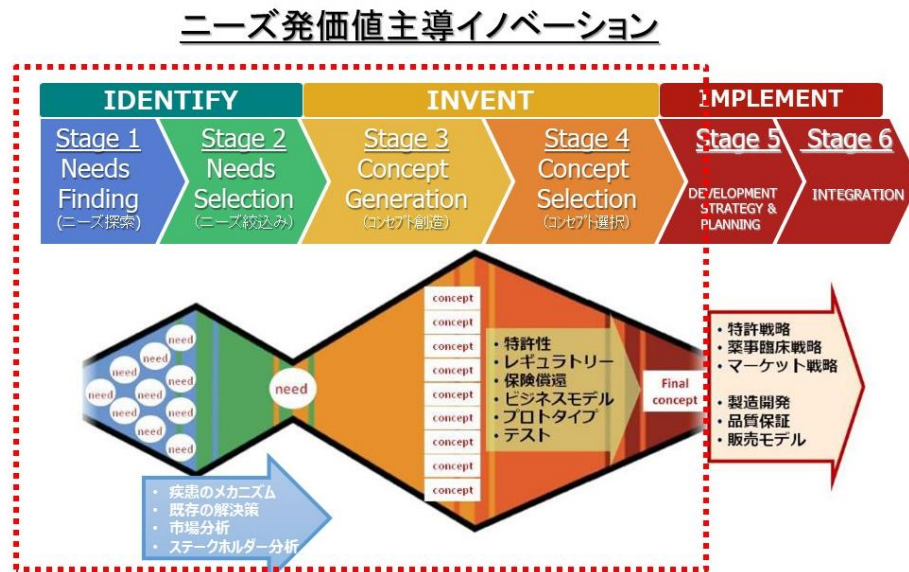 ニーズ発価値主導イノベーション
IDENTIFY
INVENT
IMPLEMENT
Stage 1
Needs
Finding
(ニーズ探索)
Stage 2
Needs
Selection
(ニーズ絞込み)
Stage 3
Concept
Generation
(コンセプト創造)
Stage 4
Concept
Selection
(コンセプト選択)
Stage 5
DEVELOPMENT
STRATEGY &
PLANNING
Stage 6
INTEGRATION
need
need
need
need
need
need
need
need
need
need
need
・疾患のメカニズム
・既存の解決策
・市場分析
・ステークホルダー分析
concept
concept
concept
concept
concept
concept
concept
concept
concept
・特許性
・レギュラトリー
・保険償還
・ビジネスモデル
・プロトタイプ
・テスト
Final
concept
・特許戦略
・薬事臨床戦略
・マーケット戦略
・製造開発
・品質保証
・販売モデル